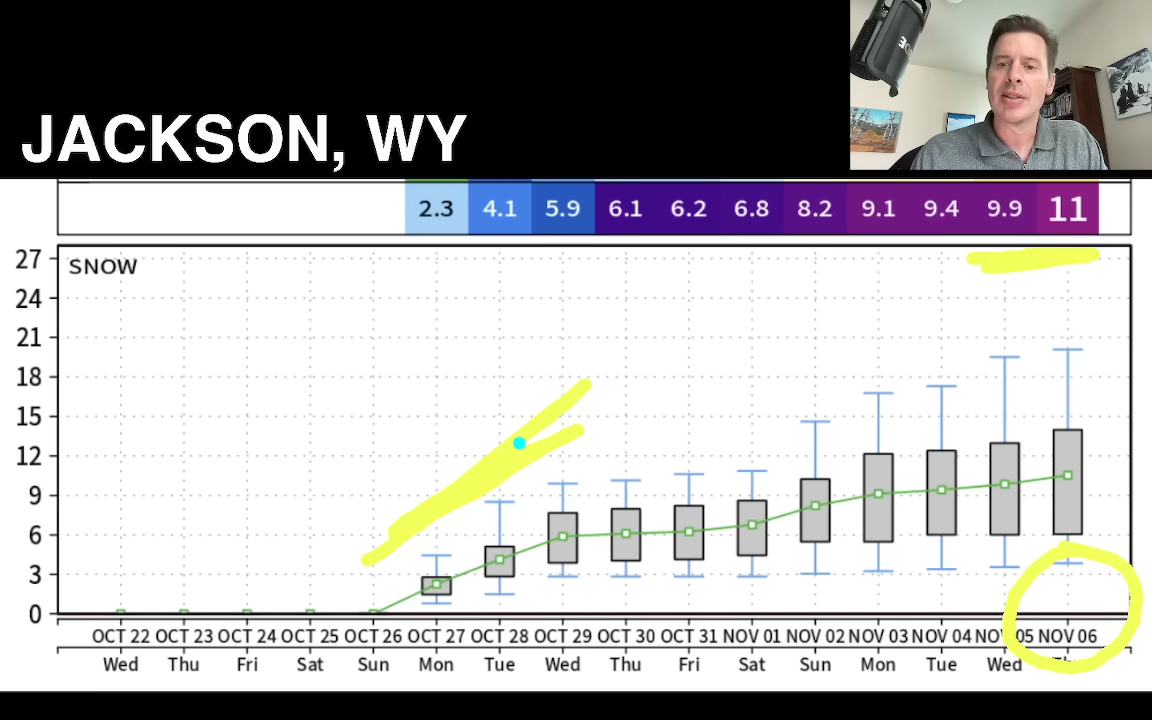 JACKSON, WY
2.3 4.1 5.9 6.1 6.2 6.8 8.2 9.1 9.4 9.9 11
SNOW
27
24
21
18
15
12
9
6
3
0
OCT 22 OCT 23 OCT 24 OCT 25 OCT 26 OCT 27 OCT 28 OCT 29 OCT 30 OCT 31 NOV 01 NOV 02 NOV 03 NOV 04 NOV 05 NOV 06
Wed Thu Fri Sat Sun Mon Tue Wed Thu Fri Sat Sun Mon Tue Wed